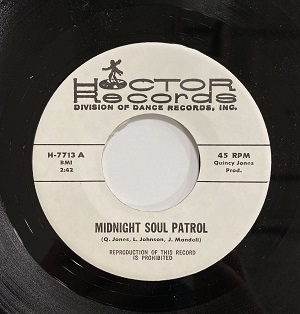 HOCTOR
Records
DIVISION OF DANCE RECORDS, INC.
H-7713 A
BMI
2:42
45 RPM
Quincy Jones
Prod.
MIDNIGHT SOUL PATROL
(Q. Jones, L. Johnson, J. Mandell)
REPRODUCTION OF THIS RECORD
IS PROHIBITED